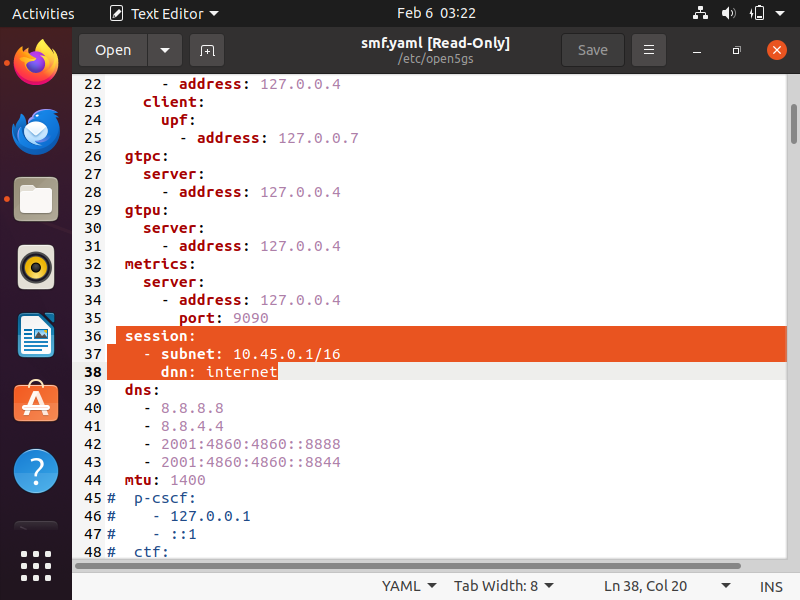 Activities
Text Editor
Feb 6 03:22
Open
smf.yaml [Read-Only]
/etc/open5gs
Save
22       - address: 127.0.0.4
23     client:
24       upf:
25         - address: 127.0.0.7
26   gtpc:
27     server:
28       - address: 127.0.0.4
29   gtpu:
30     server:
31       - address: 127.0.0.4
32   metrics:
33     server:
34       - address: 127.0.0.4
35         port: 9090
36   session:
37     - subnet: 10.45.0.1/16
38       dnn: internet
39   dns:
40     - 8.8.8.8
41     - 8.8.4.4
42     - 2001:4860:4860::8888
43     - 2001:4860:4860::8844
44   mtu: 1400
45 #  p-cscf:
46 #    - 127.0.0.1
47 #    - ::1
48 #  ctf:
YAML
Tab Width: 8
Ln 38, Col 20
INS